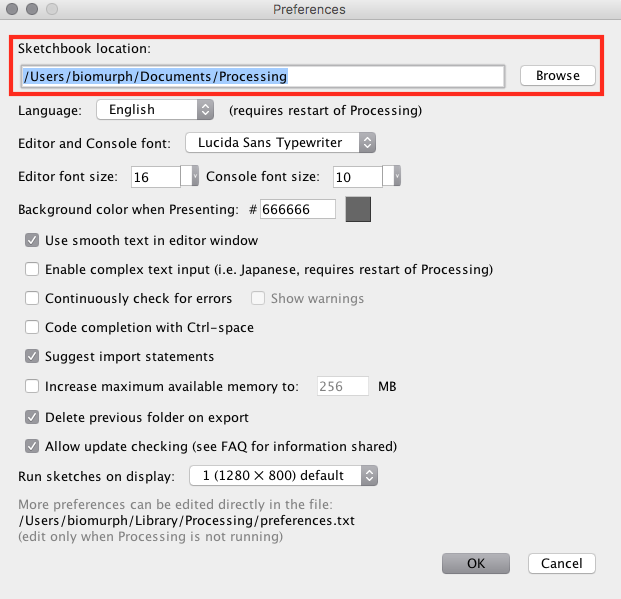 Preferences
Sketchbook location:
/Users/biomurph/Documents/Processing Browse
Language: English (requires restart of Processing)
Editor and Console font: Lucida Sans Typewriter
Editor font size: 16 Console font size: 10
Background color when Presenting: # 666666
Use smooth text in editor window
Enable complex text input (i.e. Japanese, requires restart of Processing)
Continuously check for errors Show warnings
Code completion with Ctrl-space
Suggest import statements
Increase maximum available memory to: 256 MB
Delete previous folder on export
Allow update checking (see FAQ for information shared)
Run sketches on display: 1 (1280 × 800) default
More preferences can be edited directly in the file:
/Users/biomurph/Library/Processing/preferences.txt
(edit only when Processing is not running)
OK Cancel